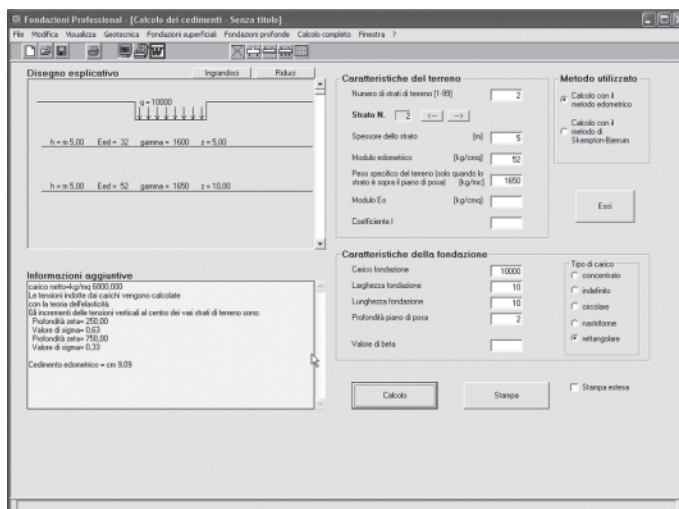 Fondazioni Professional - [Calcolo dei cedimenti - Senza titolo]
File Modifica Visualizza Geotecnica Fondazioni superficiali Fondazioni profonde Calcolo completo Finestra ?
Disegno esplicativo
Ingrandisci
Riduci
q = 10000
h = m 5,00 Eed = 32 gamma = 1600 z = 5,00
h = m 5,00 Eed = 52 gamma = 1650 z = 10,00
Informazioni aggiuntive
carico netto=kg/mq 6800,000
Le tensioni indotte dai carichi vengono calcolate
con la teoria dell'elasticità.
Gli incrementi delle tensioni verticali al centro dei vari strati di terreno sono:
Profondità zeta= 250,00
Valore di sigma= 0,63
Profondità zeta= 750,00
Valore di sigma= 0,33
Cedimento edometrico = cm 9,09
Caratteristiche del terreno
Numero di strati di terreno [1-99] 2
Strato N. 2 <-- -->
Spessore dello strato [m] 5
Modulo edometrico [kg/cmq] 52
Peso specifico del terreno (solo quando lo
strato è sopra il piano di posa) [kg/mc] 1650
Modulo Eo [kg/cmq]
Coefficiente I
Metodo utilizzato
Calcolo con il
metodo edometrico
Calcolo con il
metodo di
Skempton-Bjerrum
Esci
Caratteristiche della fondazione
Carico fondazione 10000
Larghezza fondazione 10
Lunghezza fondazione 10
Profondità piano di posa 2
Valore di beta
Tipo di carico
concentrato
indefinito
circolare
nastriforme
rettangolare
Calcolo
Stampa
Stampa estesa